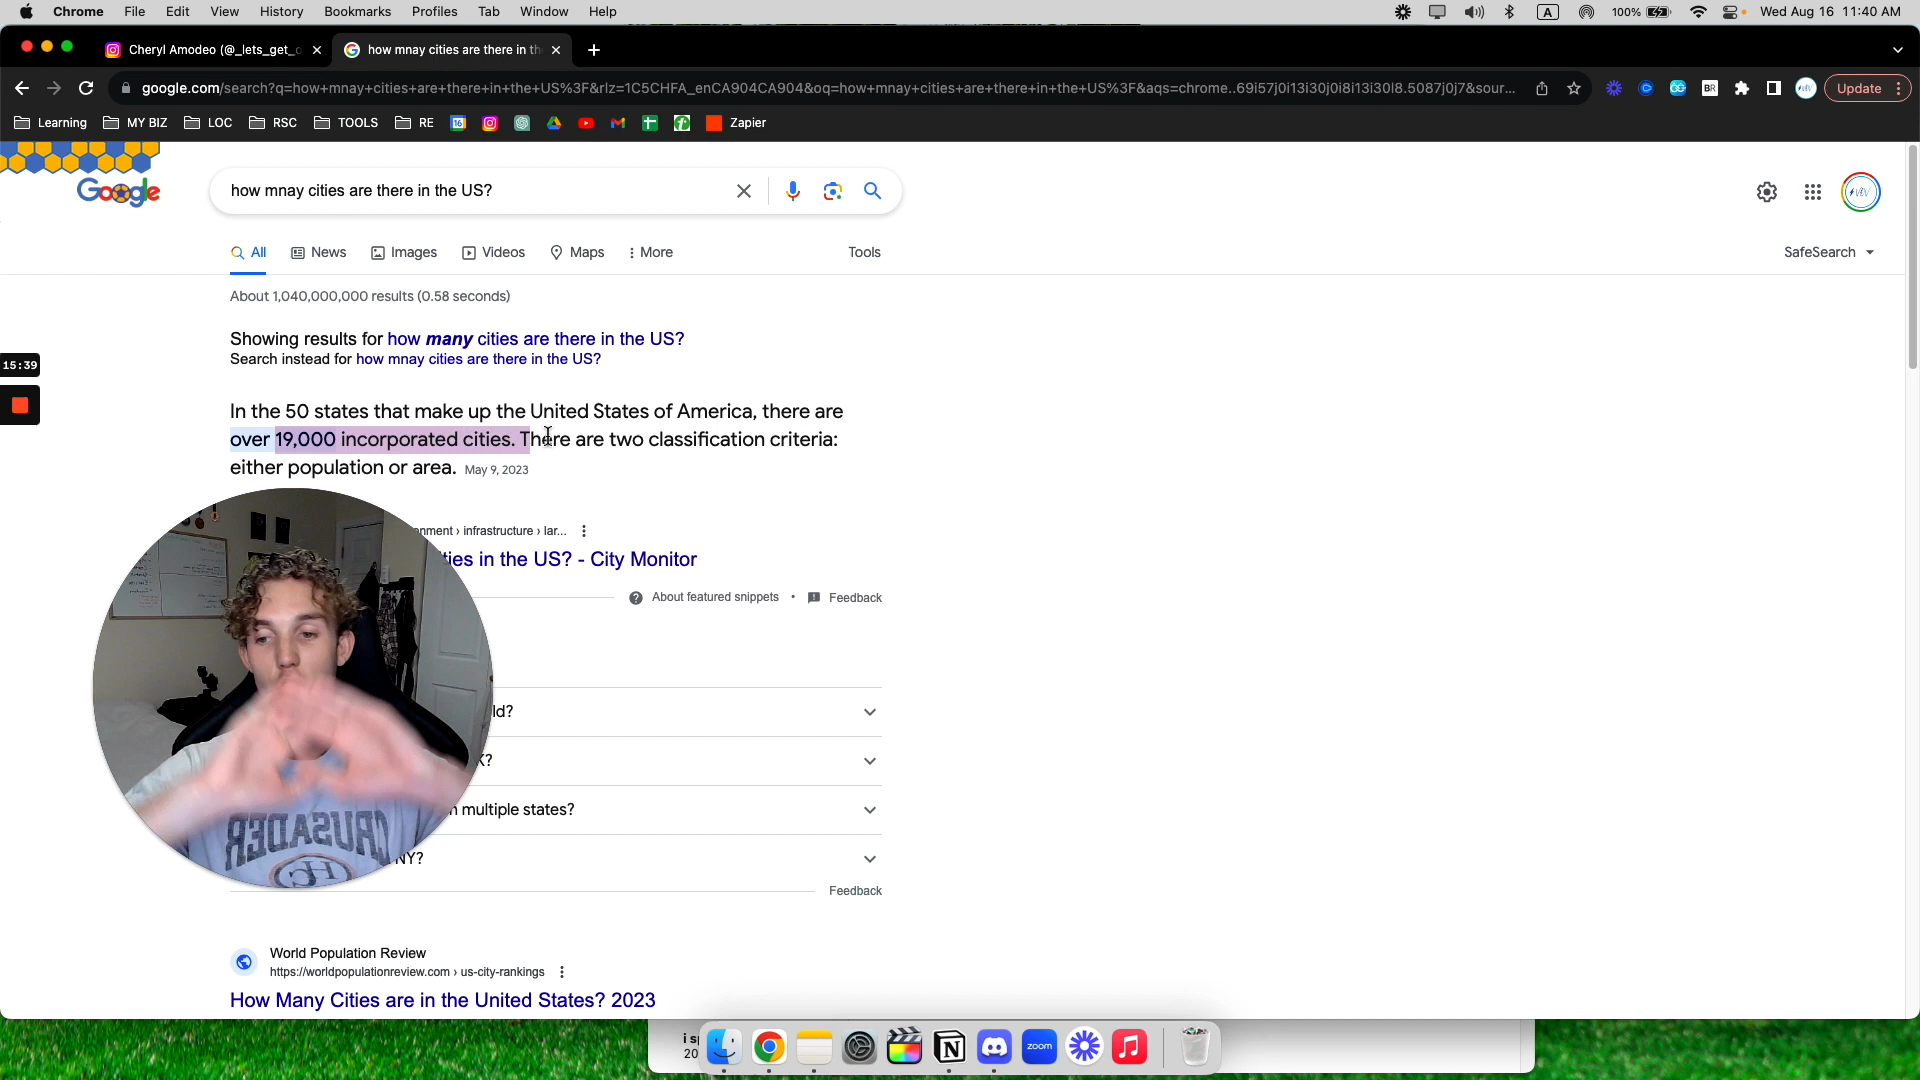 Chrome File Edit View History Bookmarks Profiles Tab Window Help A 100% Wed Aug 16 11:40 AM
Cheryl Amodeo (@_lets_get_ how mnay cities are there in th
google.com/search?q=how+mnay+cities+are+there+in+the+US%3F&rlz=1C5CHFA_enCA904CA904&oq=how+mnay+cities+are+there+in+the+US%3F&aqs=chrome..69i57j0i13i30j0i8i13i30l8.5087j0j7&sour... BR Update
Learning MY BIZ LOC RSC TOOLS RE 16 Zapier
Google how mnay cities are there in the US?
All News Images Videos Maps More Tools SafeSearch
About 1,040,000,000 results (0.58 seconds)
Showing results for how many cities are there in the US?
Search instead for how mnay cities are there in the US?
15:39
In the 50 states that make up the United States of America, there are
over 19,000 incorporated cities. There are two classification criteria:
either population or area. May 9, 2023
nment › infrastructure › lar...
ties in the US? - City Monitor
About featured snippets • Feedback
ld?
K?
n multiple states?
NY?
CRUSADER
HC
Feedback
World Population Review
https://worldpopulationreview.com › us-city-rankings
How Many Cities are in the United States? 2023
i sp
20
zoom